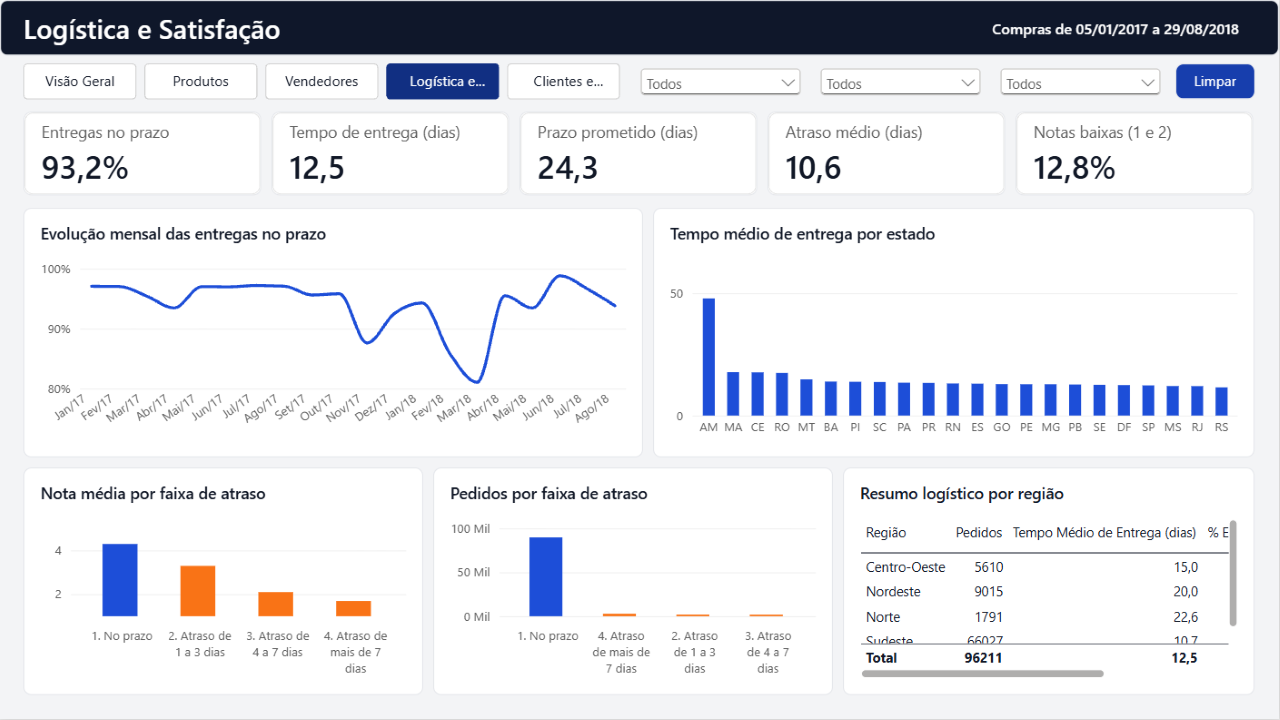 Logística e Satisfação
Compras de 05/01/2017 a 29/08/2018
Visão Geral
Produtos
Vendedores
Logística e...
Clientes e...
Todos
Todos
Todos
Limpar
Entregas no prazo
93,2%
Tempo de entrega (dias)
12,5
Prazo prometido (dias)
24,3
Atraso médio (dias)
10,6
Notas baixas (1 e 2)
12,8%
Evolução mensal das entregas no prazo
100%
90%
80%
Jan/17 Fev/17 Mar/17 Abr/17 Mai/17 Jun/17 Jul/17 Ago/17 Set/17 Out/17 Nov/17 Dez/17 Jan/18 Fev/18 Mar/18 Abr/18 Mai/18 Jun/18 Jul/18 Ago/18
Tempo médio de entrega por estado
50
0
AM MA CE RO MT BA PI SC PA PR RN ES GO PE MG PB SE DF SP MS RJ RS
Nota média por faixa de atraso
4
2
1. No prazo
2. Atraso de
1 a 3 dias
3. Atraso de
4 a 7 dias
4. Atraso de
mais de 7
dias
Pedidos por faixa de atraso
100 Mil
50 Mil
0 Mil
1. No prazo
4. Atraso
de mais de
7 dias
2. Atraso
de 1 a 3
dias
3. Atraso
de 4 a 7
dias
Resumo logístico por região
Região Pedidos Tempo Médio de Entrega (dias) % E
Centro-Oeste 5610 15,0
Nordeste 9015 20,0
Norte 1791 22,6
Sudeste 66027 10,7
Total 96211 12,5